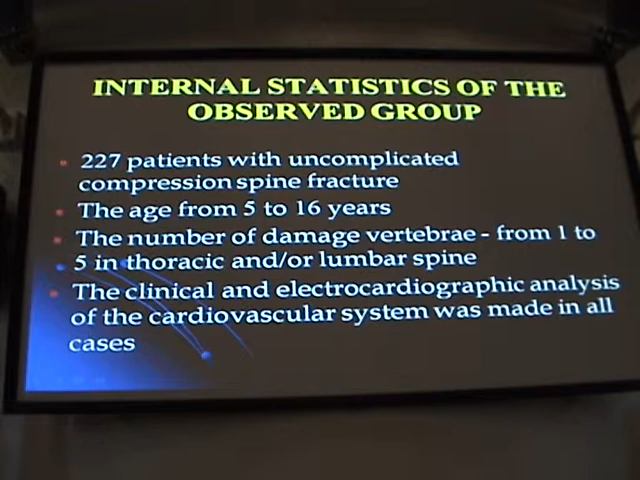 INTERNAL STATISTICS OF THE
OBSERVED GROUP
227 patients with uncomplicated
compression spine fracture
The age from 5 to 16 years
The number of damage vertebrae - from 1 to
5 in thoracic and/or lumbar spine
The clinical and electrocardiographic analysis
of the cardiovascular system was made in all
cases